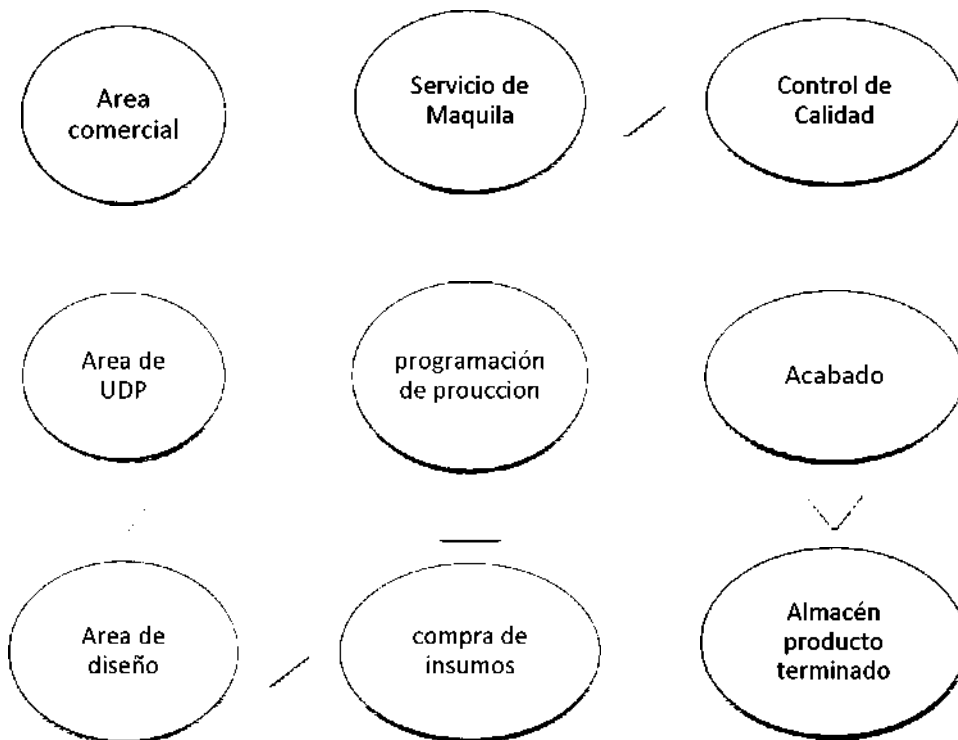 Area
comercial
Servicio de
Maquila
Control de
Calidad
Area de
UDP
programación
de prouccion
Acabado
Area de
diseño
compra de
insumos
Almacén
producto
terminado